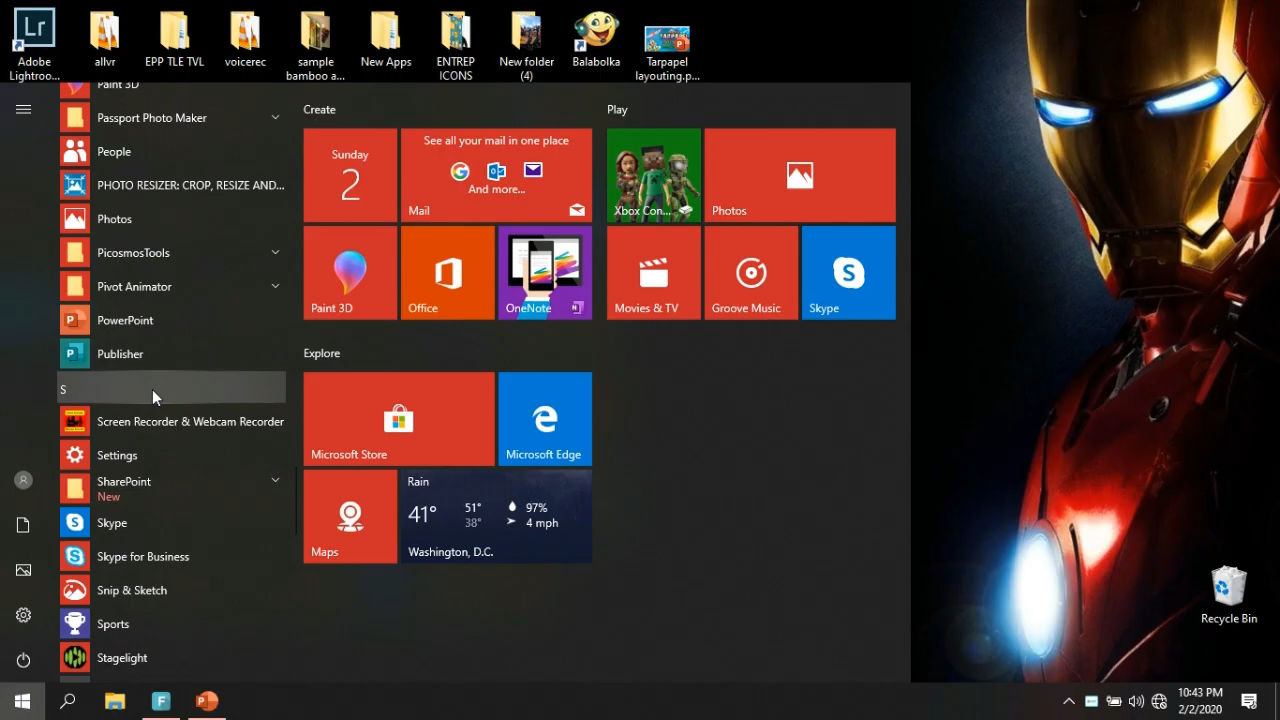 Lr
Adobe
Lightroo...
allvr
EPP TLE TVL
voicerec
sample
bamboo a...
New Apps
ENTREP
ICONS
New folder
(4)
Balabolka
Tarpapel
layouting.p...
Paint 3D
Passport Photo Maker
People
PHOTO RESIZER: CROP, RESIZE AND...
Photos
PicosmosTools
Pivot Animator
PowerPoint
Publisher
S
Screen Recorder & Webcam Recorder
Settings
SharePoint
New
Skype
Skype for Business
Snip & Sketch
Sports
Stagelight
Create
Sunday
2
See all your mail in one place
And more...
Mail
Paint 3D
Office
OneNote
Explore
Microsoft Store
Microsoft Edge
Maps
Rain
41° 51° 97%
38° 4 mph
Washington, D.C.
Play
Xbox Con...
Photos
Movies & TV
Groove Music
Skype
Recycle Bin
10:43 PM
2/2/2020